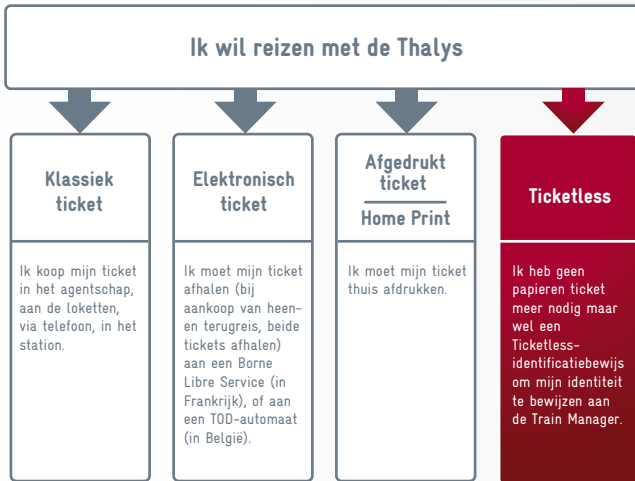 Ik wil reizen met de Thalys
Klassiek
ticket
Ik koop mijn ticket
in het agentschap,
aan de loketten,
via telefoon, in het
station.
Elektronisch
ticket
Ik moet mijn ticket
afhalen (bij
aankoop van heen-
en terugreis, beide
tickets afhalen)
aan een Borne
Libre Service (in
Frankrijk), of aan
een TOD-automaat
(in België).
Afgedrukt
ticket
Home Print
Ik moet mijn ticket
thuis afdrukken.
Ticketless
Ik heb geen
papieren ticket
meer nodig maar
wel een
Ticketless-
identificatiebewijs
om mijn identiteit
te bewijzen aan
de Train Manager.